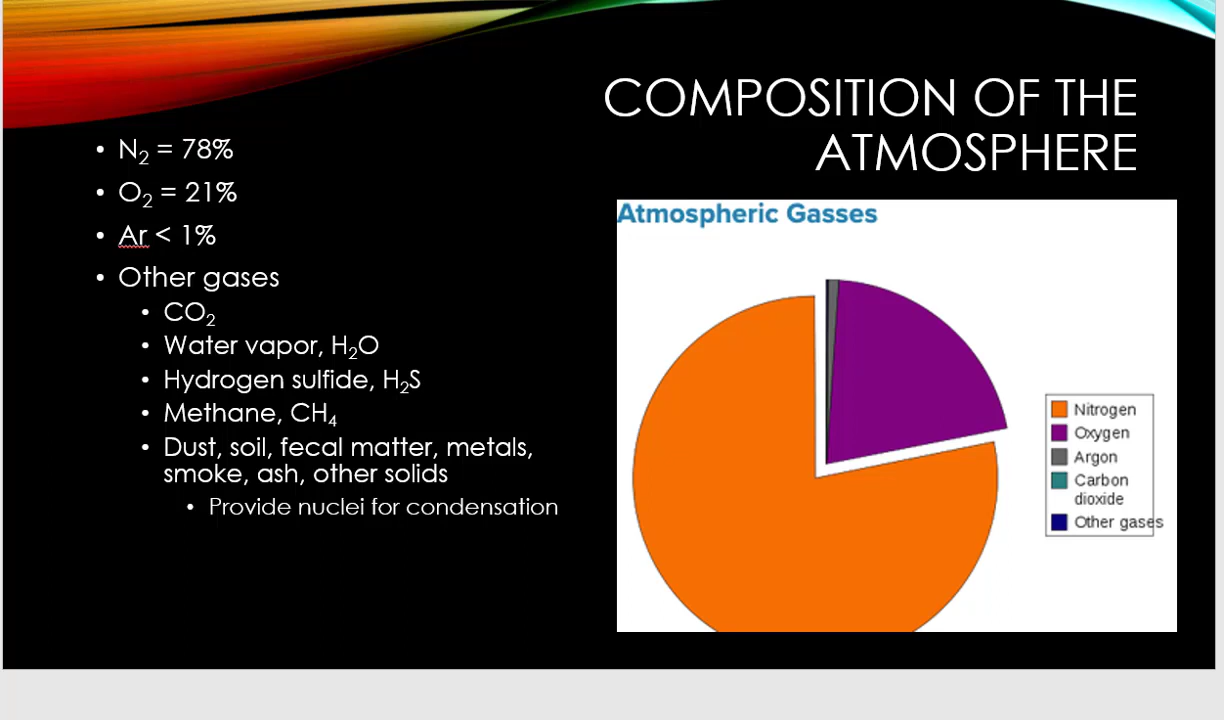 COMPOSITION OF THE
ATMOSPHERE
• N₂ = 78%
• O₂ = 21%
• Ar < 1%
• Other gases
• CO₂
• Water vapor, H₂O
• Hydrogen sulfide, H₂S
• Methane, CH₄
• Dust, soil, fecal matter, metals,
smoke, ash, other solids
• Provide nuclei for condensation
Atmospheric Gasses
Nitrogen
Oxygen
Argon
Carbon
dioxide
Other gases